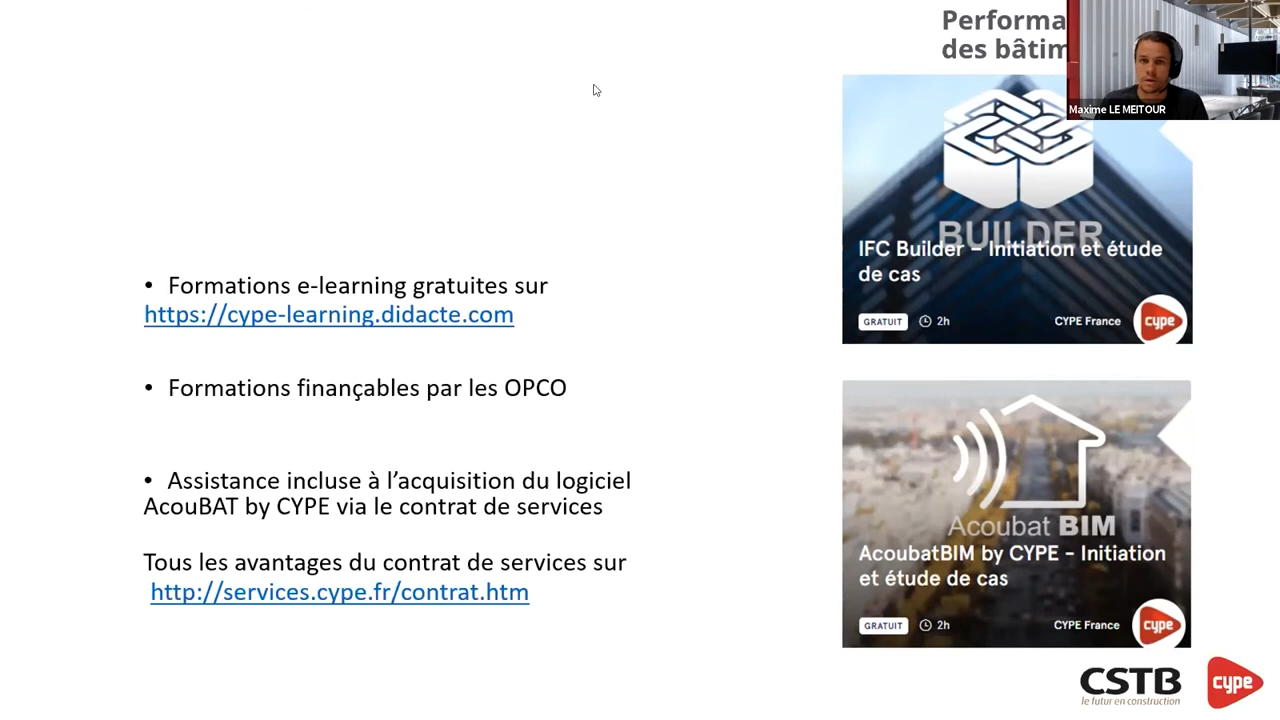 Performa
des bâtim
Maxime LE MEITOUR
BUILDER
IFC Builder – Initiation et étude
de cas
GRATUIT
2h
CYPE France
cype
• Formations e-learning gratuites sur
https://cype-learning.didacte.com
• Formations finançables par les OPCO
• Assistance incluse à l’acquisition du logiciel
AcouBAT by CYPE via le contrat de services
Tous les avantages du contrat de services sur
http://services.cype.fr/contrat.htm
Acoubat BIM
AcoubatBIM by CYPE - Initiation
et étude de cas
GRATUIT
2h
CYPE France
cype
CSTB
le futur en construction
cype